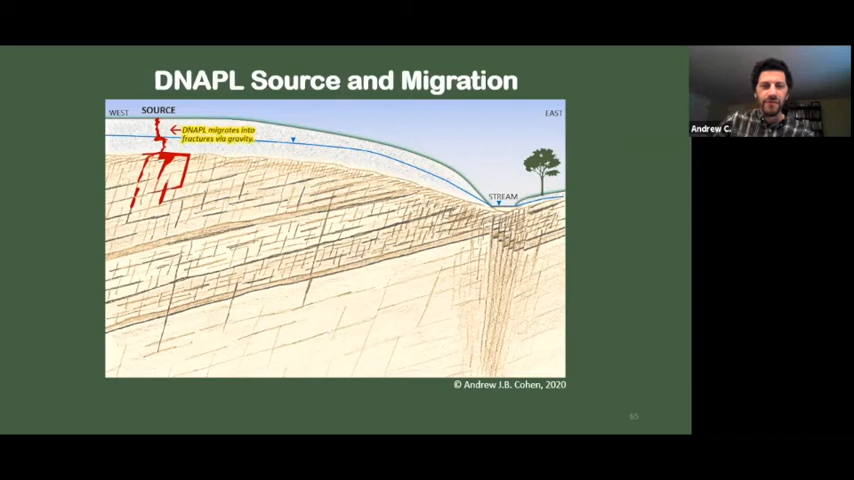 DNAPL Source and Migration
WEST
SOURCE
EAST
DNAPL migrates into
fractures via gravity.
STREAM
© Andrew J.B. Cohen, 2020
65
Andrew C.